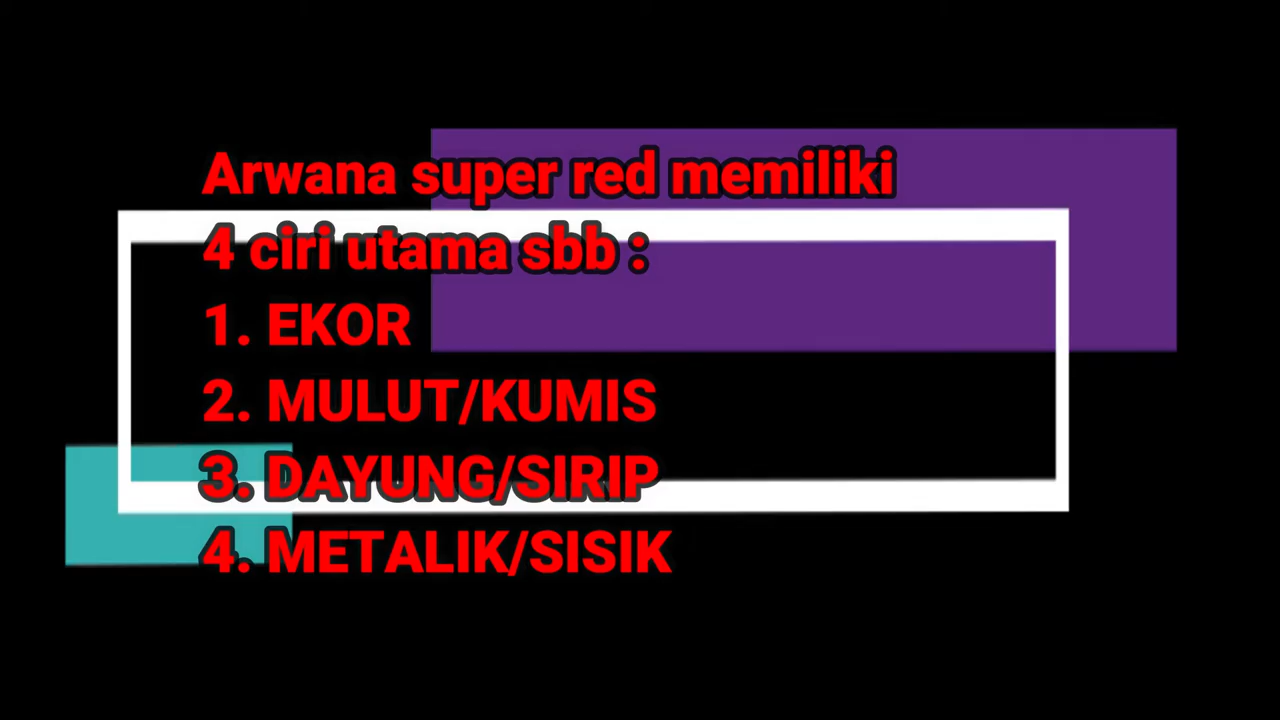 Arwana super red memiliki
4 ciri utama sbb :
1. EKOR
2. MULUT/KUMIS
3. DAYUNG/SIRIP
4. METALIK/SISIK